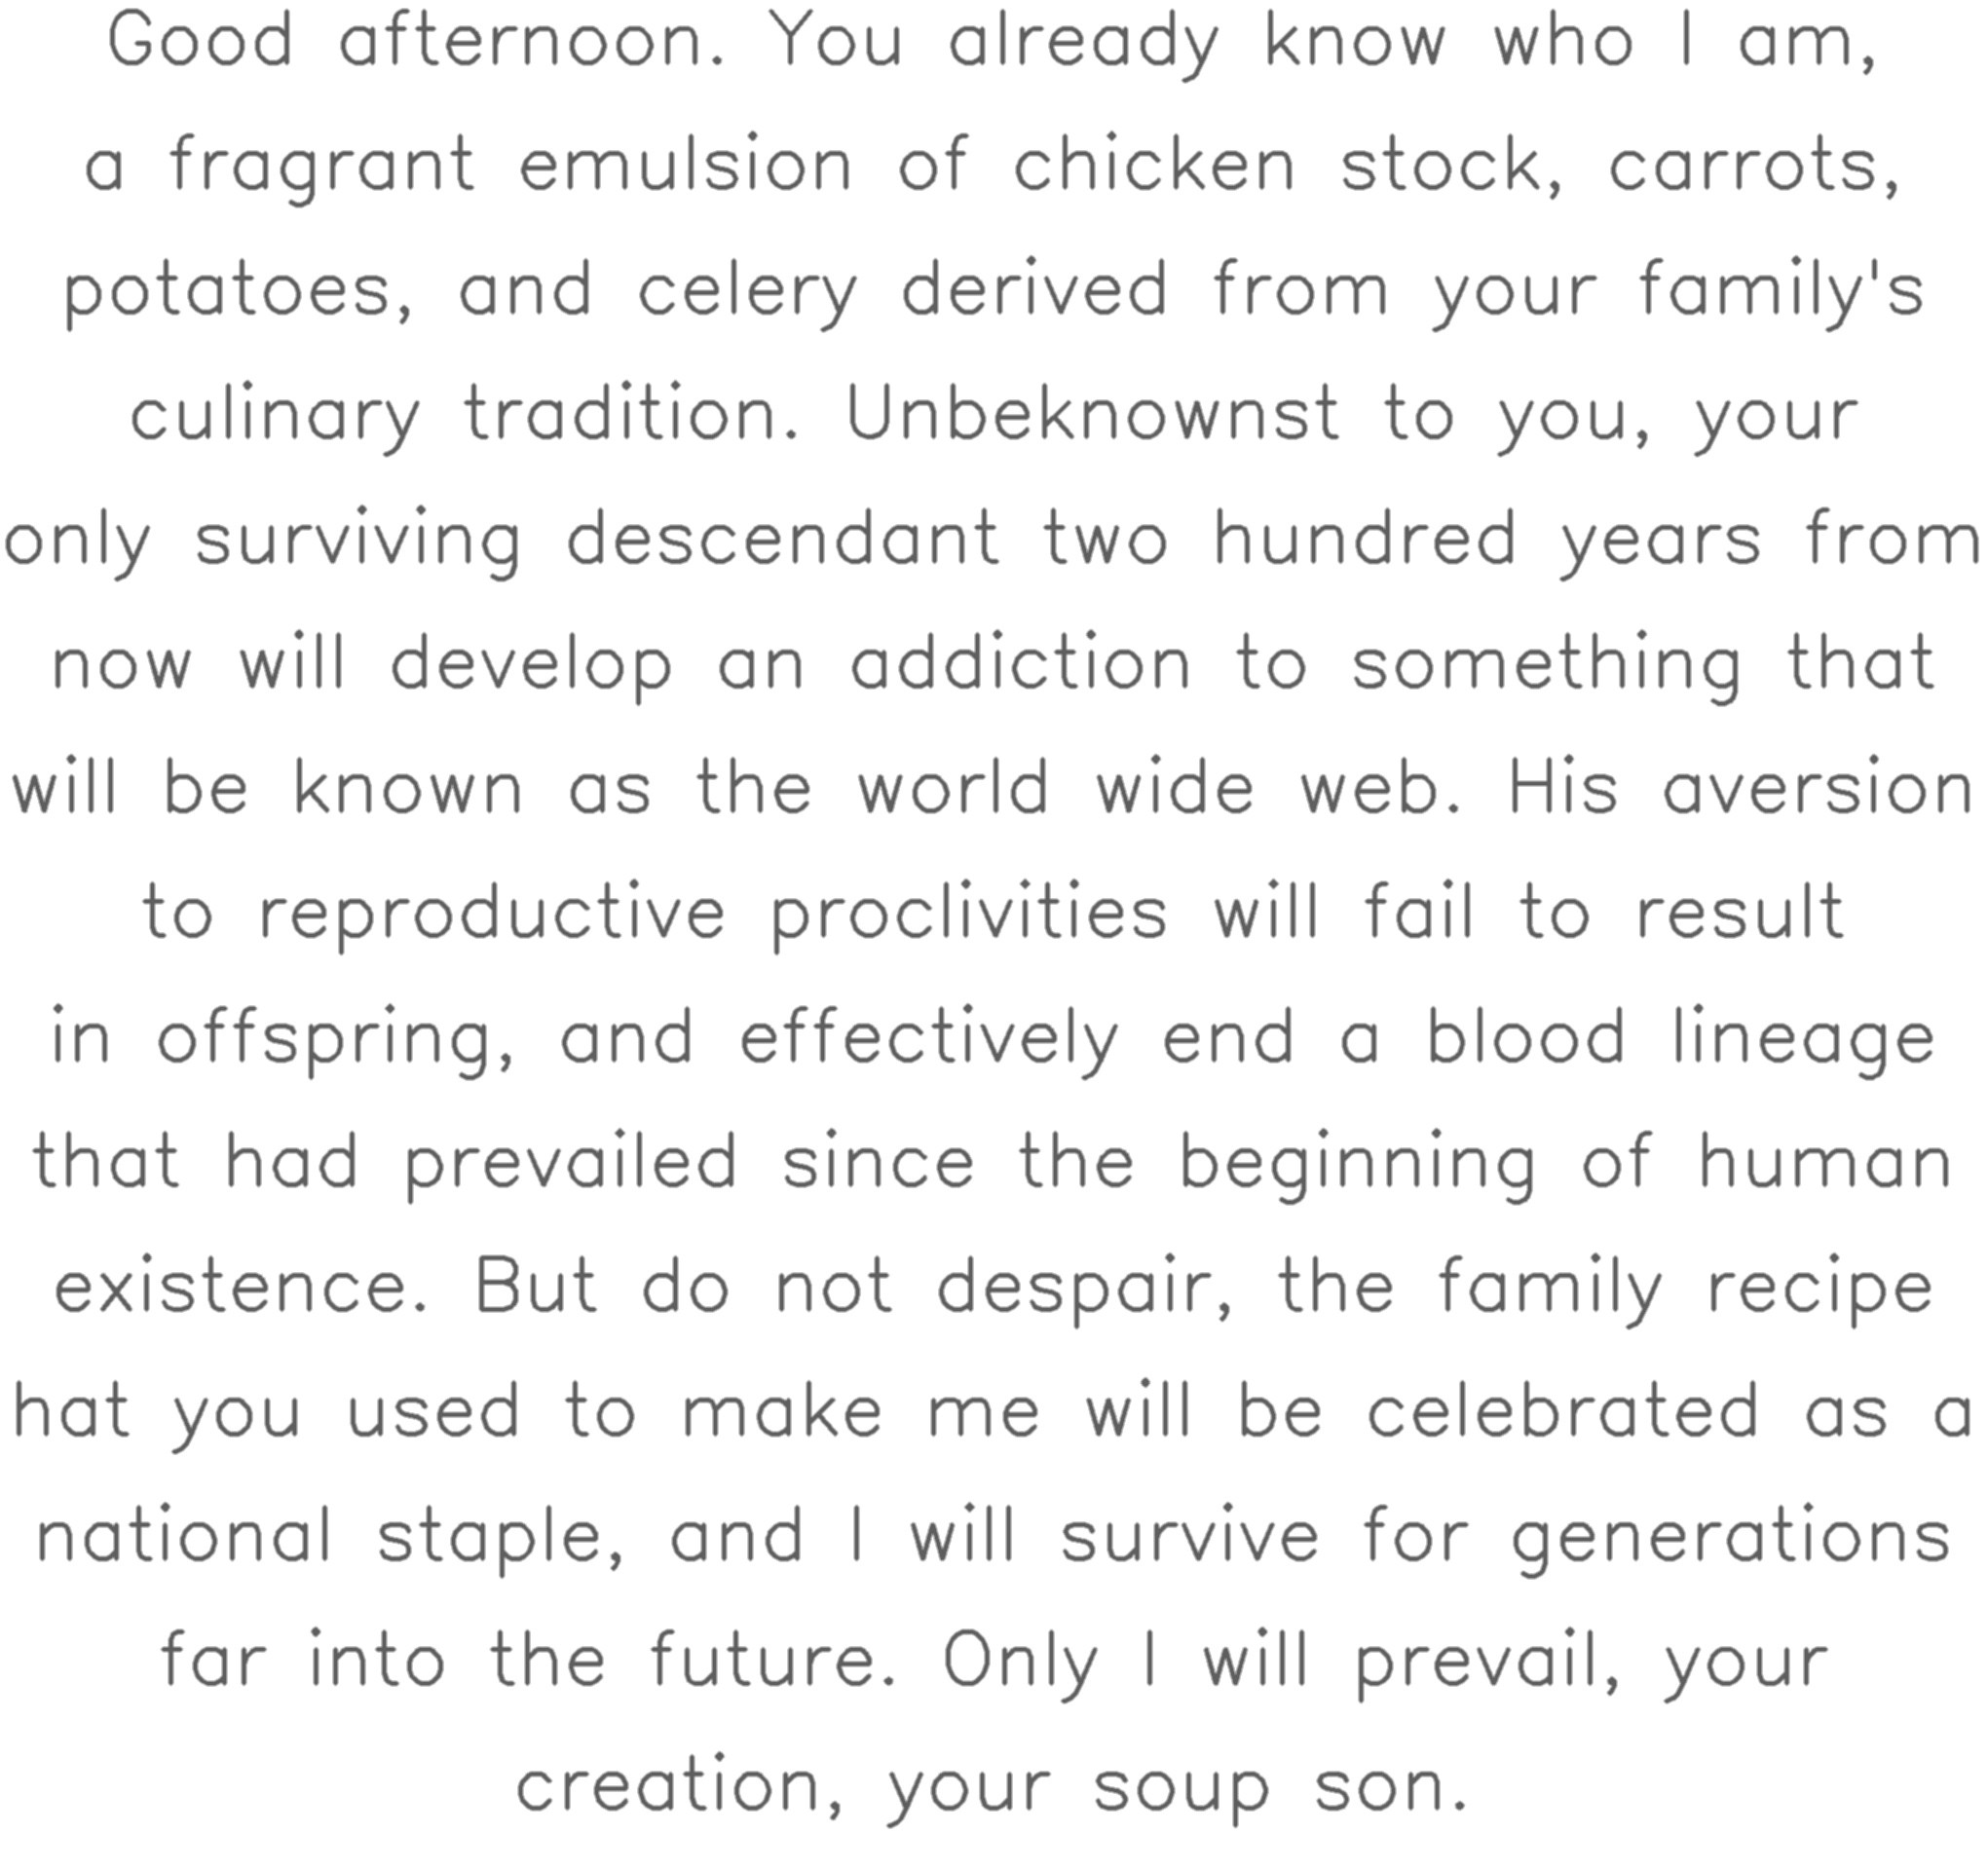 Good afternoon. You already know who I am,
a fragrant emulsion of chicken stock, carrots,
potatoes, and celery derived from your family's
culinary tradition. Unbeknownst to you, your
only surviving descendant two hundred years from
now will develop an addiction to something that
will be known as the world wide web. His aversion
to reproductive proclivities will fail to result
in offspring, and effectively end a blood lineage
that had prevailed since the beginning of human
existence. But do not despair, the family recipe
hat you used to make me will be celebrated as a
national staple, and I will survive for generations
far into the future. Only I will prevail, your
creation, your soup son.